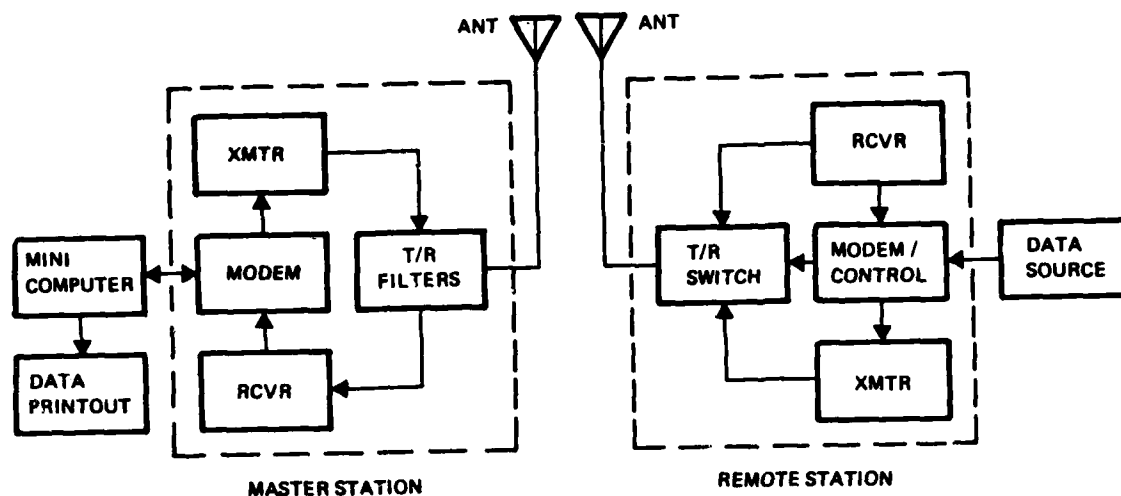 ANT
ANT
XMTR
RCVR
MINI
COMPUTER
MODEM
T/R
FILTERS
T/R
SWITCH
MODEM /
CONTROL
DATA
SOURCE
DATA
PRINTOUT
RCVR
XMTR
MASTER STATION
REMOTE STATION